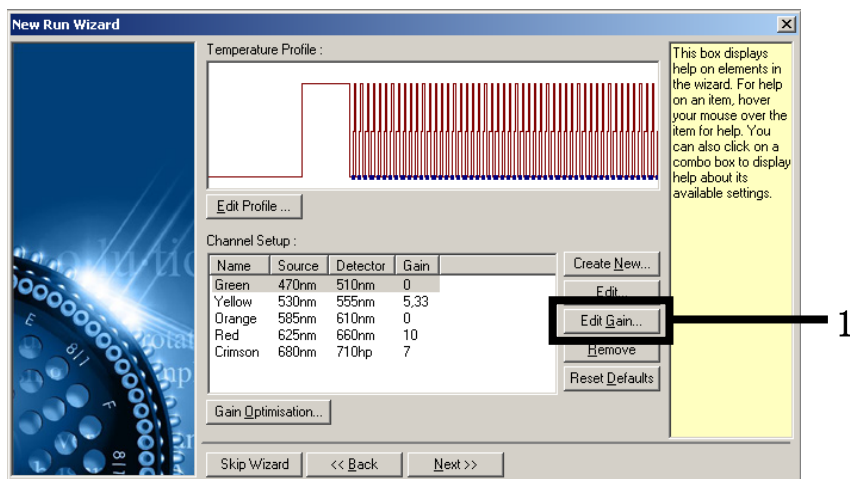 New Run Wizard
Temperature Profile :
Edit Profile ...
Channel Setup :
Name Source Detector Gain
Green 470nm 510nm 0
Yellow 530nm 555nm 5,33
Orange 585nm 610nm 0
Red 625nm 660nm 10
Crimson 680nm 710hp 7
Create New...
Edit...
Edit Gain...
Remove
Reset Defaults
Gain Optimisation...
Skip Wizard
<< Back
Next >>
This box displays
help on elements in
the wizard. For help
on an item, hover
your mouse over the
item for help. You
can also click on a
combo box to display
help about its
available settings.
1